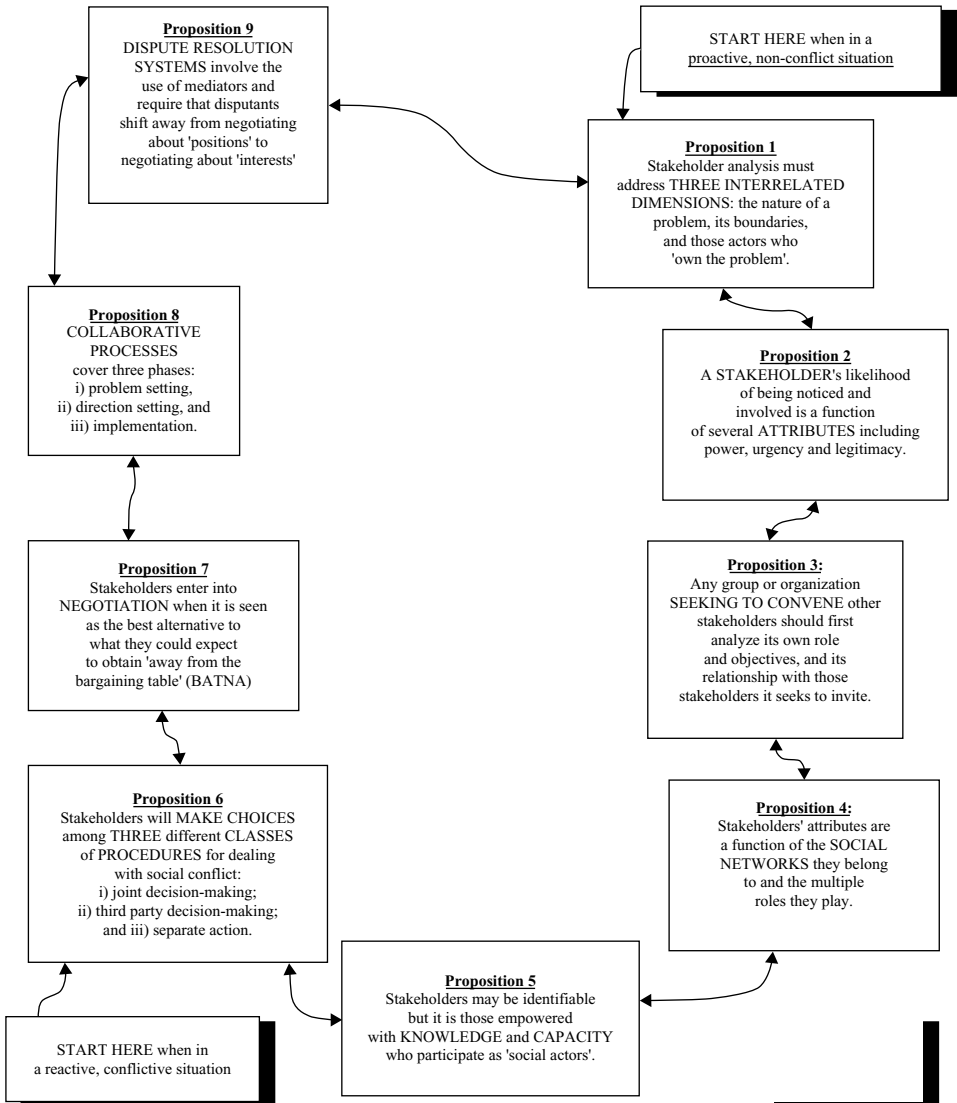 START HERE when in a
proactive, non-conflict situation
Proposition 1
Stakeholder analysis must
address THREE INTERRELATED
DIMENSIONS: the nature of a
problem, its boundaries,
and those actors who
'own the problem'.
Proposition 2
A STAKEHOLDER's likelihood
of being noticed and
involved is a function
of several ATTRIBUTES including
power, urgency and legitimacy.
Proposition 3:
Any group or organization
SEEKING TO CONVENE other
stakeholders should first
analyze its own role
and objectives, and its
relationship with those
stakeholders it seeks to invite.
Proposition 4:
Stakeholders' attributes are
a function of the SOCIAL
NETWORKS they belong
to and the multiple
roles they play.
Proposition 5
Stakeholders may be identifiable
but it is those empowered
with KNOWLEDGE and CAPACITY
who participate as 'social actors'.
START HERE when in
a reactive, conflictive situation
Proposition 6
Stakeholders will MAKE CHOICES
among THREE different CLASSES
of PROCEDURES for dealing
with social conflict:
i) joint decision-making;
ii) third party decision-making;
and iii) separate action.
Proposition 7
Stakeholders enter into
NEGOTIATION when it is seen
as the best alternative to
what they could expect
to obtain 'away from the
bargaining table' (BATNA)
Proposition 8
COLLABORATIVE
PROCESSES
cover three phases:
i) problem setting,
ii) direction setting, and
iii) implementation.
Proposition 9
DISPUTE RESOLUTION
SYSTEMS involve the
use of mediators and
require that disputants
shift away from negotiating
about 'positions' to
negotiating about 'interests'